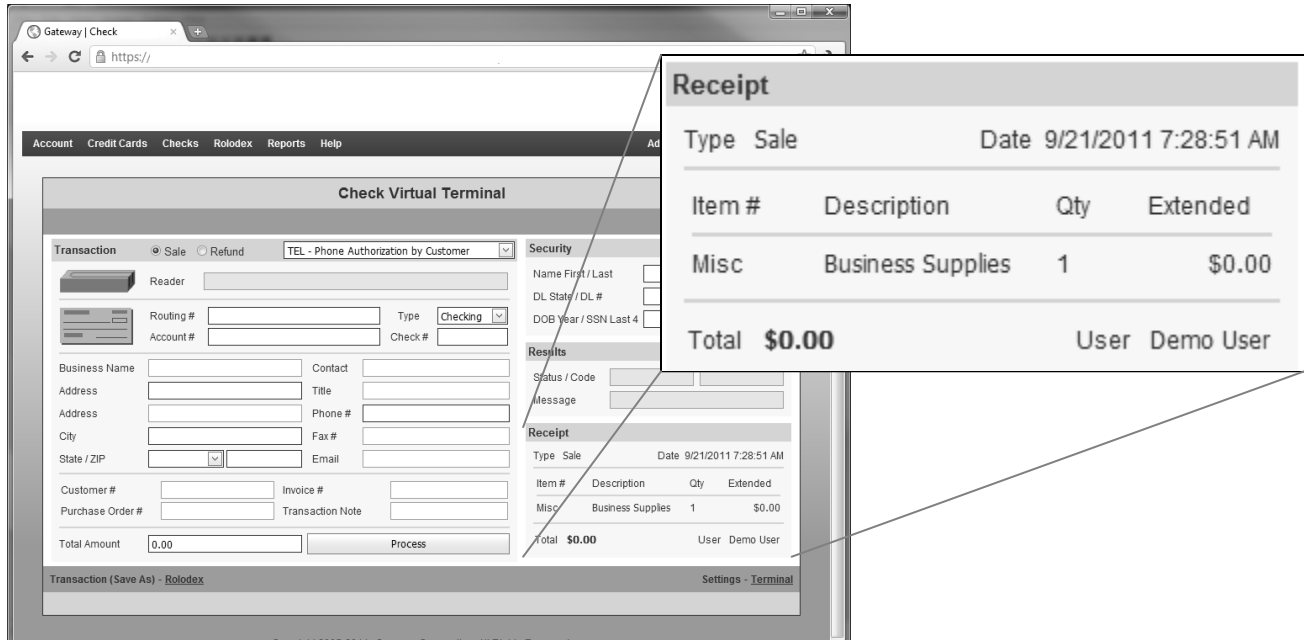 Gateway | Check
https://
Account Credit Cards Checks Rolodex Reports Help
Check Virtual Terminal
Transaction Sale Refund TEL - Phone Authorization by Customer
Reader
Routing # Type Checking
Account # Check #
Business Name Contact
Address Title
Address Phone #
City Fax #
State / ZIP Email
Customer # Invoice #
Purchase Order # Transaction Note
Total Amount 0.00 Process
Security
Name First / Last
DL State / DL #
DOB Year / SSN Last 4
Results
Status / Code
Message
Receipt
Type Sale Date 9/21/2011 7:28:51 AM
Item # Description Qty Extended
Misc Business Supplies 1 $0.00
Total $0.00 User Demo User
Transaction (Save As) - Rolodex Settings - Terminal
Receipt
Type Sale Date 9/21/2011 7:28:51 AM
Item # Description Qty Extended
Misc Business Supplies 1 $0.00
Total $0.00 User Demo User